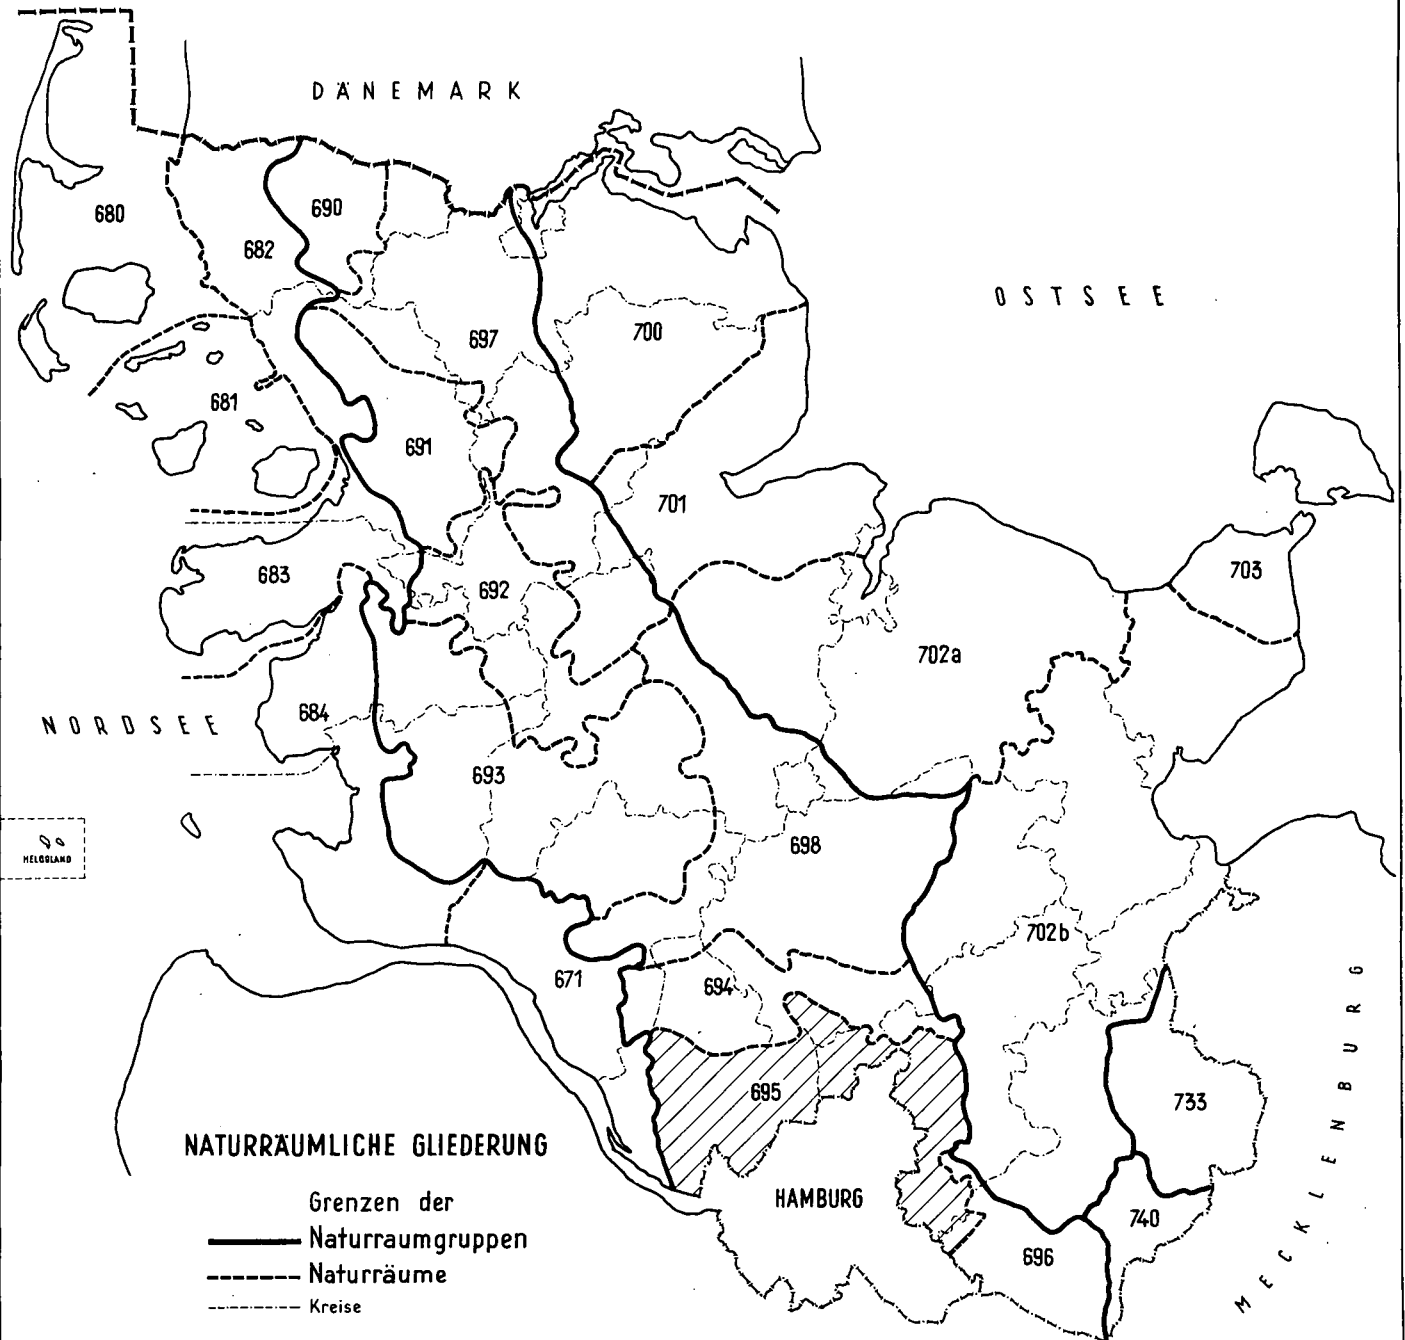 DÄNEMARK
680
690
682
OSTSEE
697
700
681
691
701
683
692
703
702a
NORDSEE
684
693
HELGOLAND
698
702b
671
694
695
733
MECKLENBURG
HAMBURG
740
696
NATURRÄUMLICHE GLIEDERUNG
Grenzen der
Naturraumgruppen
Naturräume
Kreise